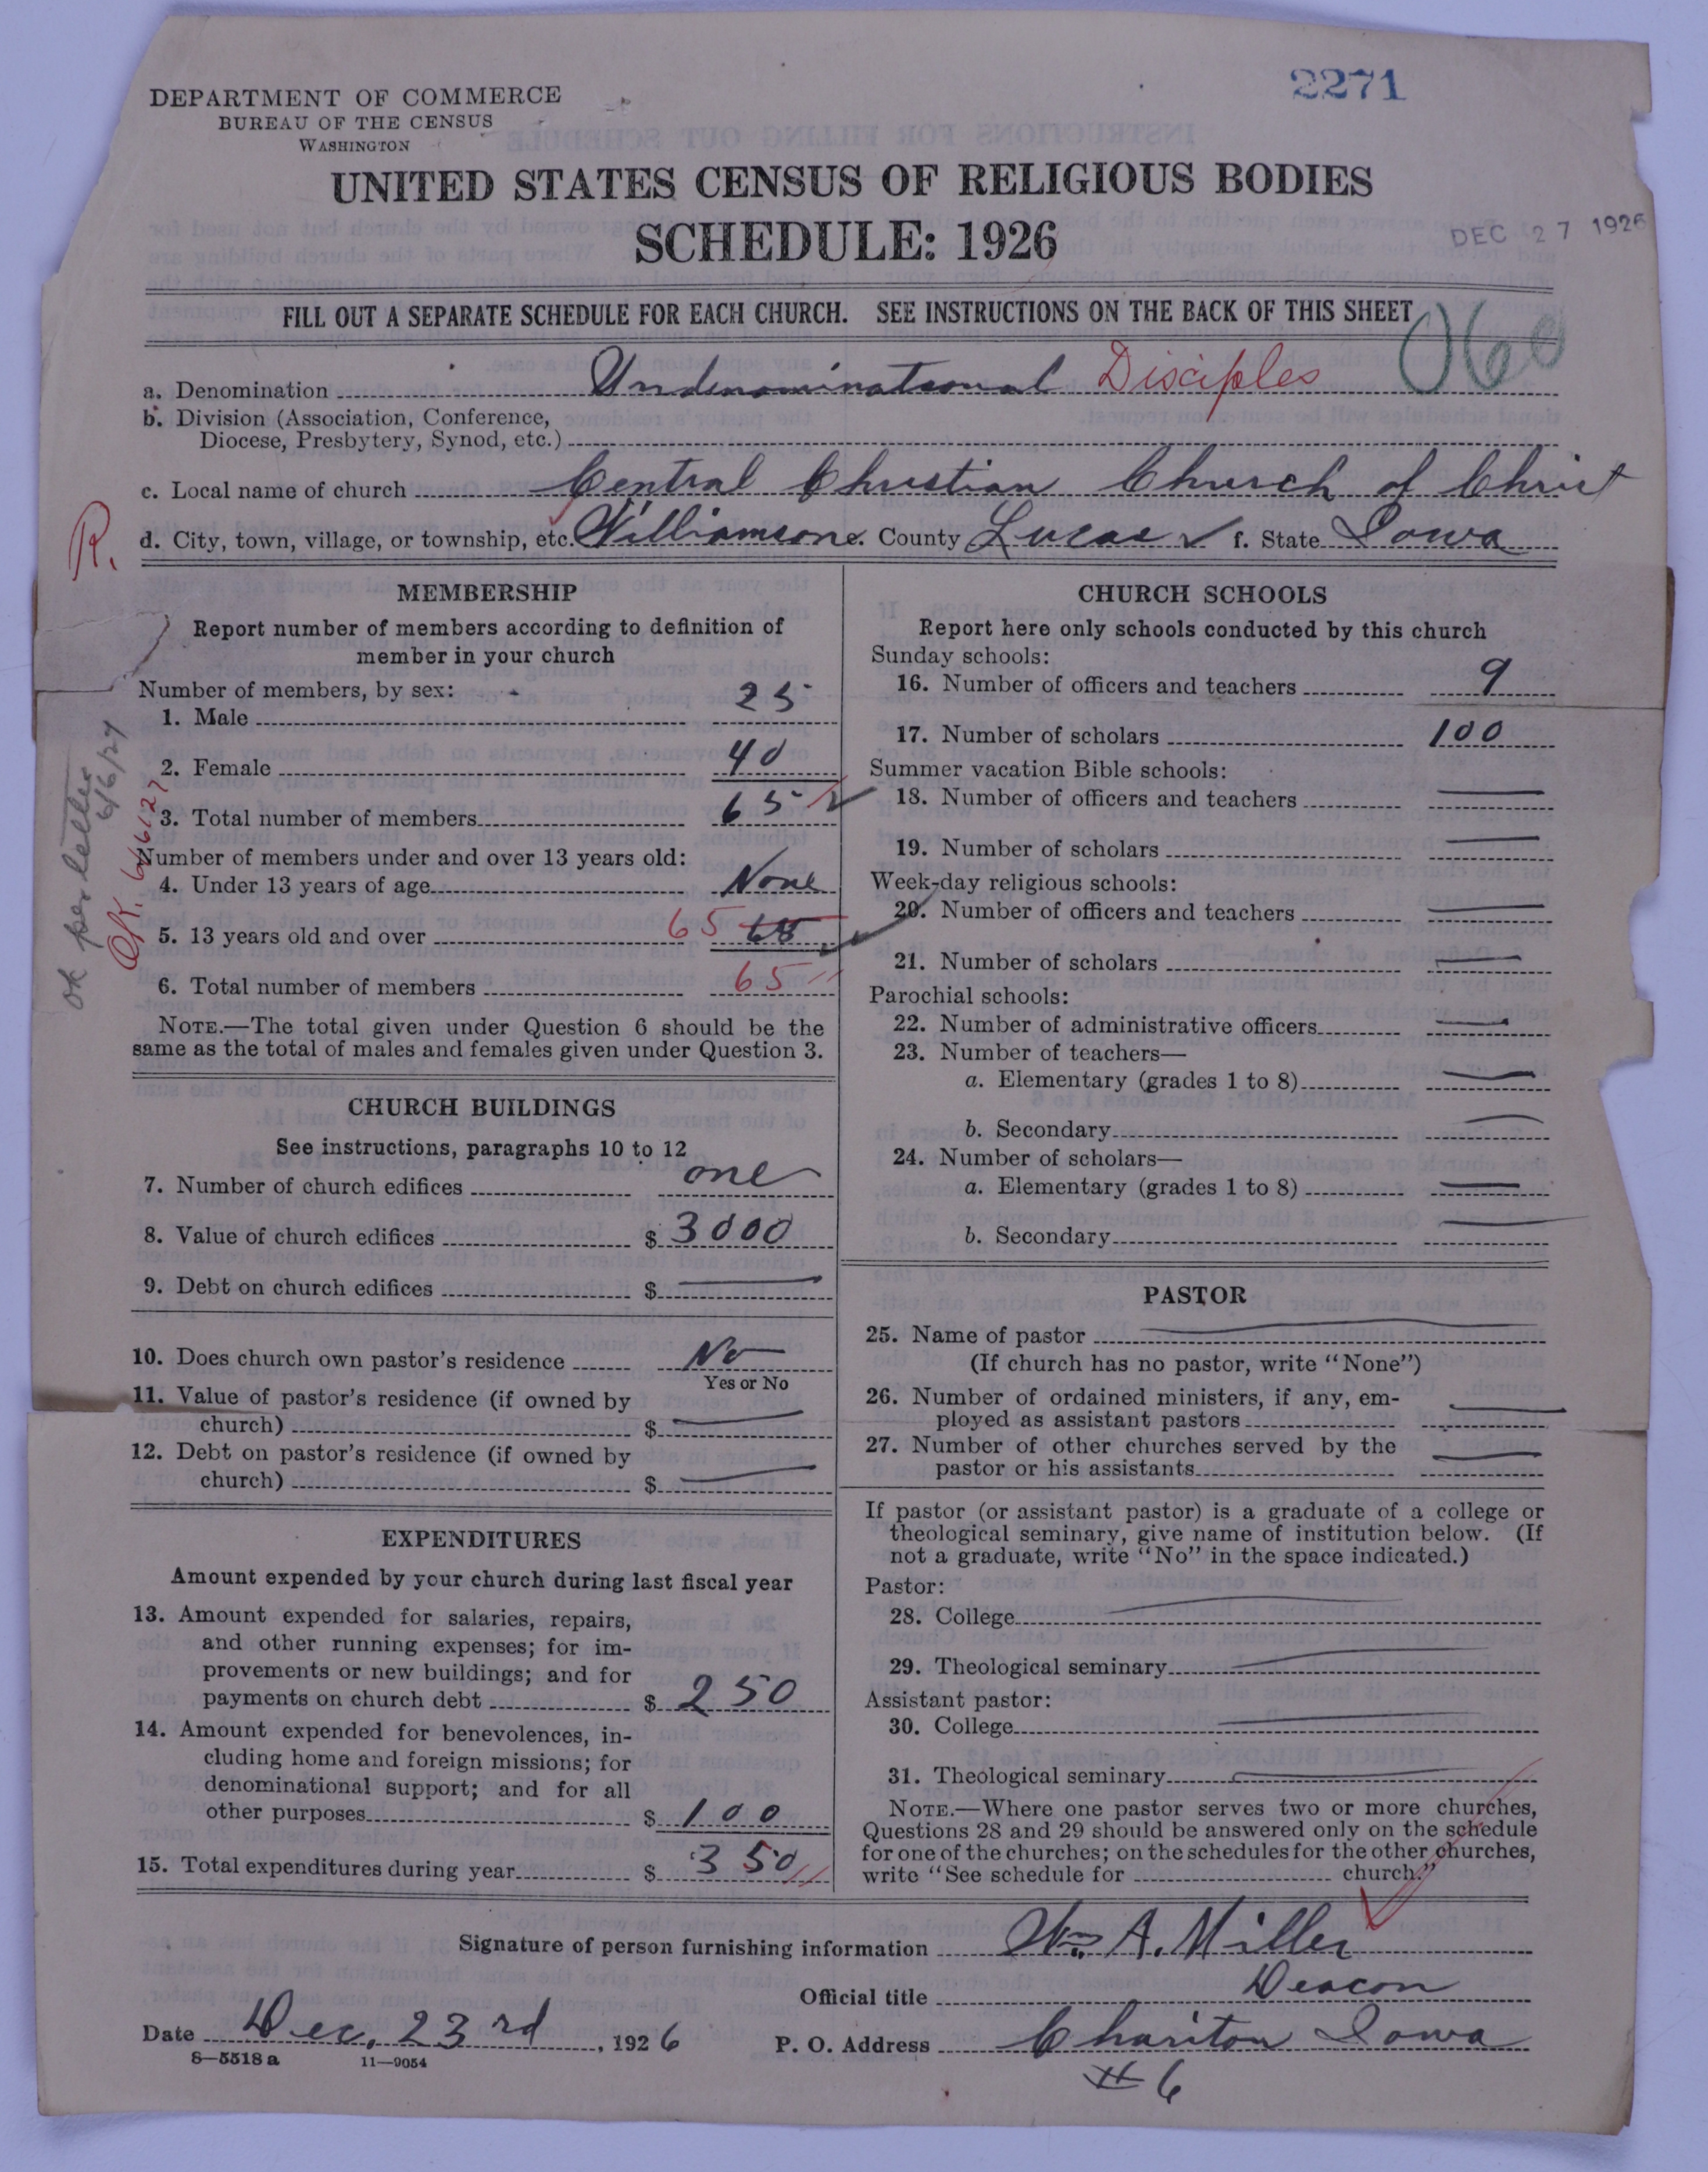 2271
DEPARTMENT OF COMMERCE
BUREAU OF THE CENSUS
WASHINGTON
UNITED STATES CENSUS OF RELIGIOUS BODIES
SCHEDULE: 1926
DEC 27 1926
FILL OUT A SEPARATE SCHEDULE FOR EACH CHURCH. SEE INSTRUCTIONS ON THE BACK OF THIS SHEET
060
a. Denomination Undenominational Disciples
b. Division (Association, Conference,
Diocese, Presbytery, Synod, etc.)
c. Local name of church Central Christian Church of Christ
R.
d. City, town, village, or township, etc. Williamson e. County Lucas ✓ f. State Iowa
MEMBERSHIP
Report number of members according to definition of
member in your church
Number of members, by sex:
1. Male 25
2. Female 40
3. Total number of members 65
Number of members under and over 13 years old:
4. Under 13 years of age None
5. 13 years old and over 65
6. Total number of members 65
NOTE.—The total given under Question 6 should be the
same as the total of males and females given under Question 3.
ok per letter
6/6/27
OK. 6/6/27
CHURCH BUILDINGS
See instructions, paragraphs 10 to 12
7. Number of church edifices one
8. Value of church edifices $ 3000
9. Debt on church edifices $ —
10. Does church own pastor's residence No
Yes or No
11. Value of pastor's residence (if owned by
church) $ —
12. Debt on pastor's residence (if owned by
church) $ —
EXPENDITURES
Amount expended by your church during last fiscal year
13. Amount expended for salaries, repairs,
and other running expenses; for im-
provements or new buildings; and for
payments on church debt $ 250
14. Amount expended for benevolences, in-
cluding home and foreign missions; for
denominational support; and for all
other purposes $ 100
15. Total expenditures during year $ 350
CHURCH SCHOOLS
Report here only schools conducted by this church
Sunday schools:
16. Number of officers and teachers 9
17. Number of scholars 100
Summer vacation Bible schools:
18. Number of officers and teachers —
19. Number of scholars —
Week-day religious schools:
20. Number of officers and teachers —
21. Number of scholars —
Parochial schools:
22. Number of administrative officers —
23. Number of teachers—
a. Elementary (grades 1 to 8) —
b. Secondary —
24. Number of scholars—
a. Elementary (grades 1 to 8) —
b. Secondary —
PASTOR
25. Name of pastor —
(If church has no pastor, write "None")
26. Number of ordained ministers, if any, em-
ployed as assistant pastors —
27. Number of other churches served by the
pastor or his assistants —
If pastor (or assistant pastor) is a graduate of a college or
theological seminary, give name of institution below. (If
not a graduate, write "No" in the space indicated.)
Pastor:
28. College —
29. Theological seminary —
Assistant pastor:
30. College —
31. Theological seminary —
NOTE.—Where one pastor serves two or more churches,
Questions 28 and 29 should be answered only on the schedule
for one of the churches; on the schedules for the other churches,
write "See schedule for church."
Signature of person furnishing information Wm. A. Miller
Official title Deacon
Date Dec. 23rd, 1926 P. O. Address Chariton Iowa
8—5518a 11—9054
# 6